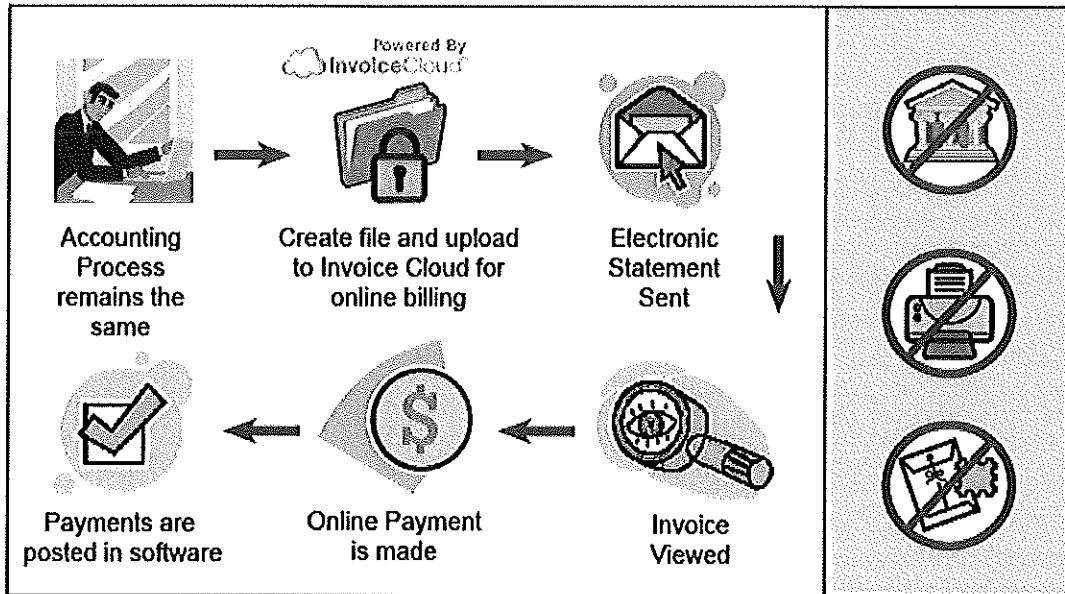 Powered By
InvoiceCloud
Accounting
Process
remains the
same
Create file and upload
to Invoice Cloud for
online billing
Electronic
Statement
Sent
Invoice
Viewed
$
Online Payment
is made
Payments are
posted in software